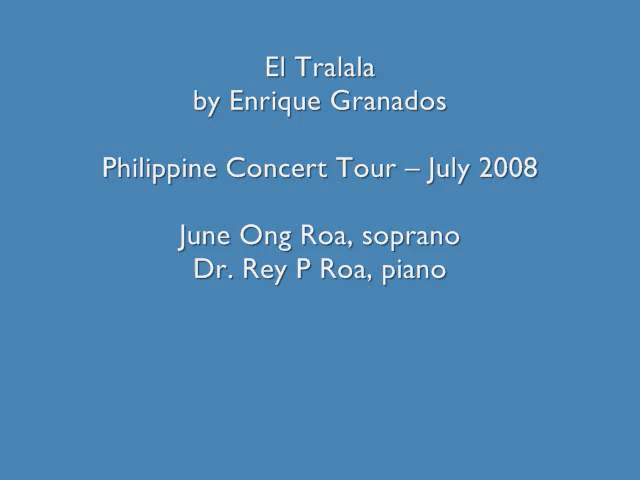 El Tralala
by Enrique Granados
Philippine Concert Tour – July 2008
June Ong Roa, soprano
Dr. Rey P Roa, piano